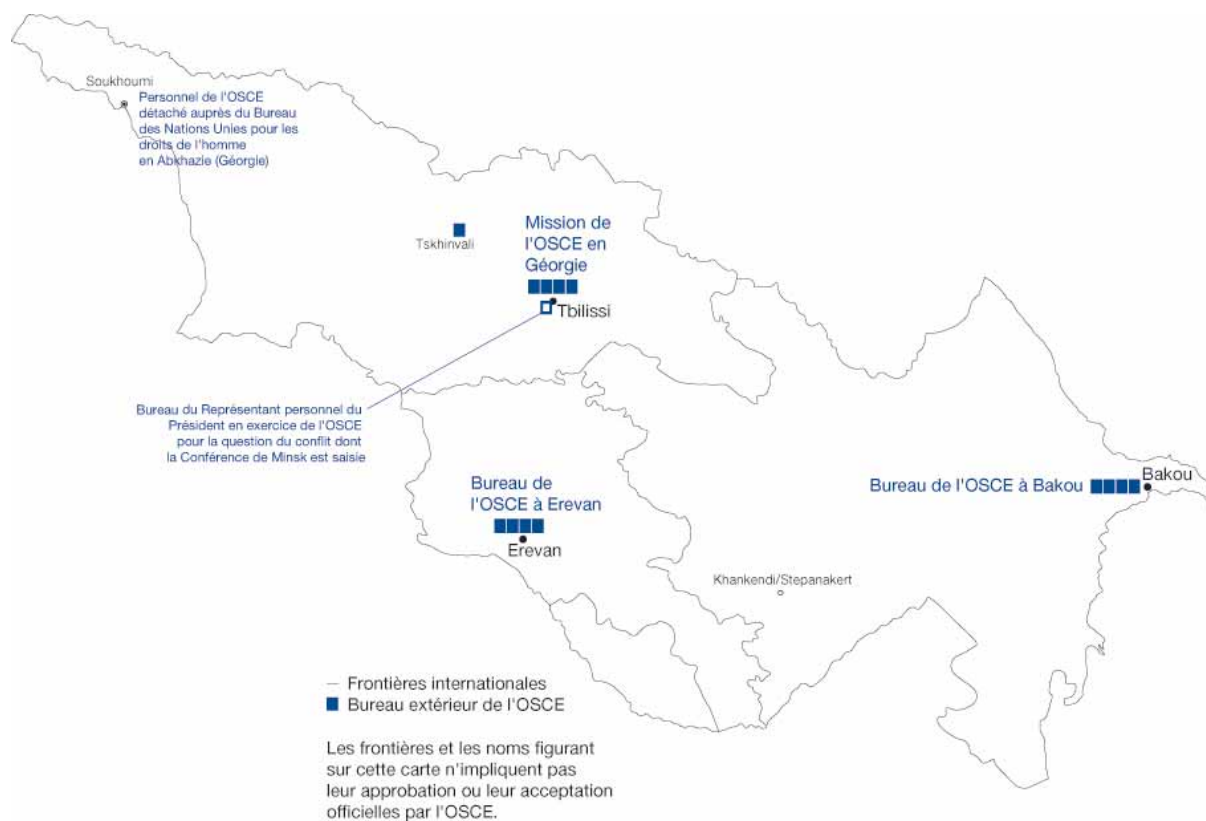 Soukhoumi
Personnel de l'OSCE
détaché auprès du Bureau
des Nations Unies pour les
droits de l'homme
en Abkhazie (Géorgie)
Tskhinvali
Mission de
l'OSCE en
Géorgie
Tbilissi
Bureau du Représentant personnel du
Président en exercice de l'OSCE
pour la question du conflit dont
la Conférence de Minsk est saisie
Bureau de
l'OSCE à Erevan
Erevan
Bureau de l'OSCE à Bakou
Bakou
Khankendi/Stepanakert
Frontières internationales
Bureau extérieur de l'OSCE
Les frontières et les noms figurant
sur cette carte n'impliquent pas
leur approbation ou leur acceptation
officielles par l'OSCE.